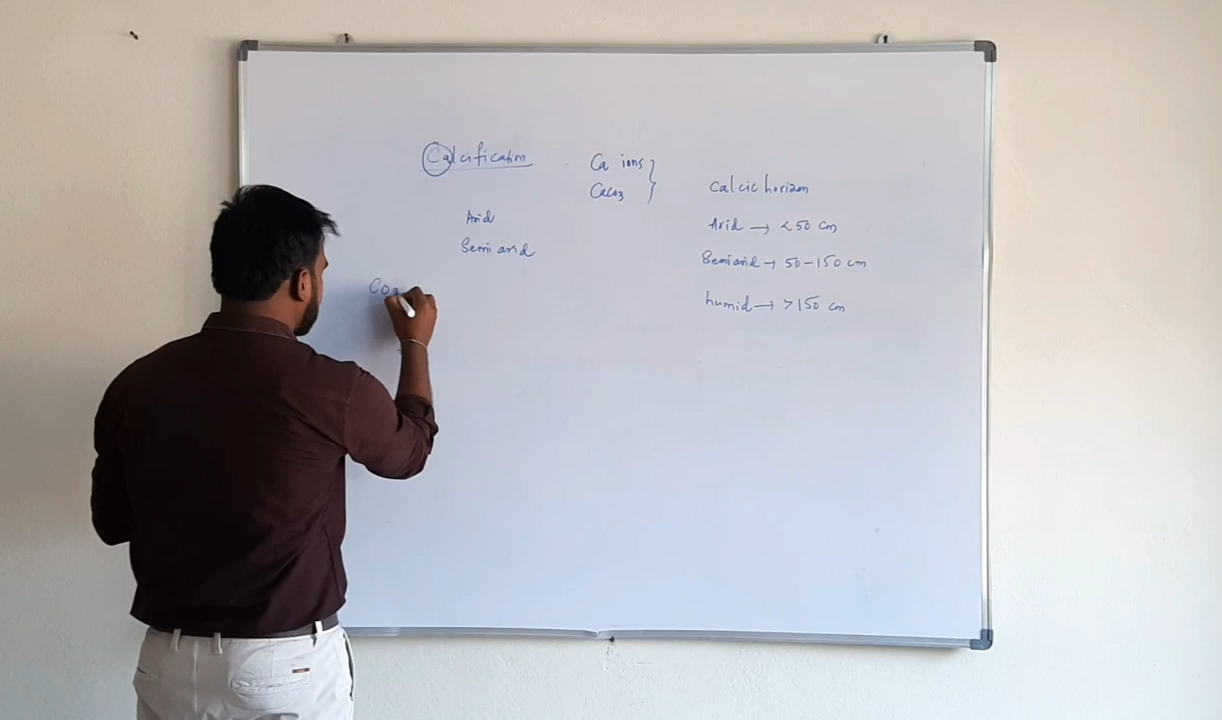 Calcification
Ca ions
CaCO3
Arid
Semi arid
CO2
Calcic horizon
Arid → <50 cm
Semiarid → 50-150 cm
humid → >150 cm